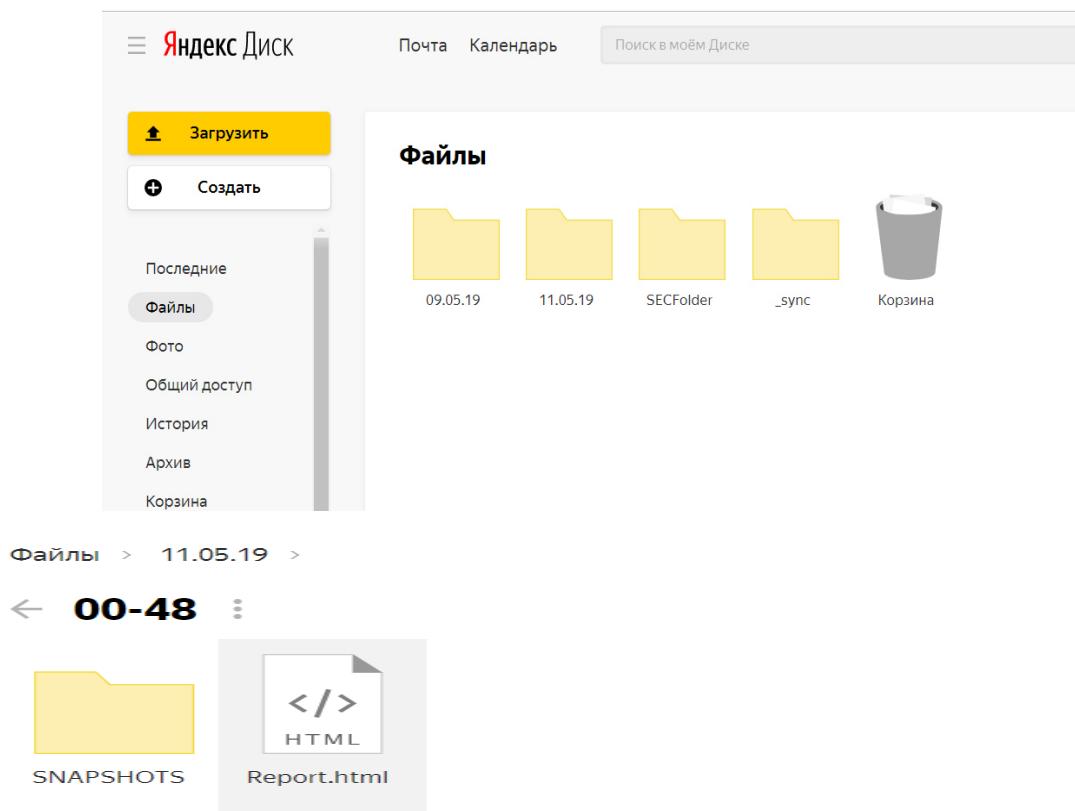 Яндекс Диск Почта Календарь Поиск в моём Диске
Загрузить
Создать
Последние
Файлы
Фото
Общий доступ
История
Архив
Корзина
Файлы
09.05.19 11.05.19 SECFolder _sync Корзина
Файлы > 11.05.19 >
00-48
</> HTML
SNAPSHOTS Report.html